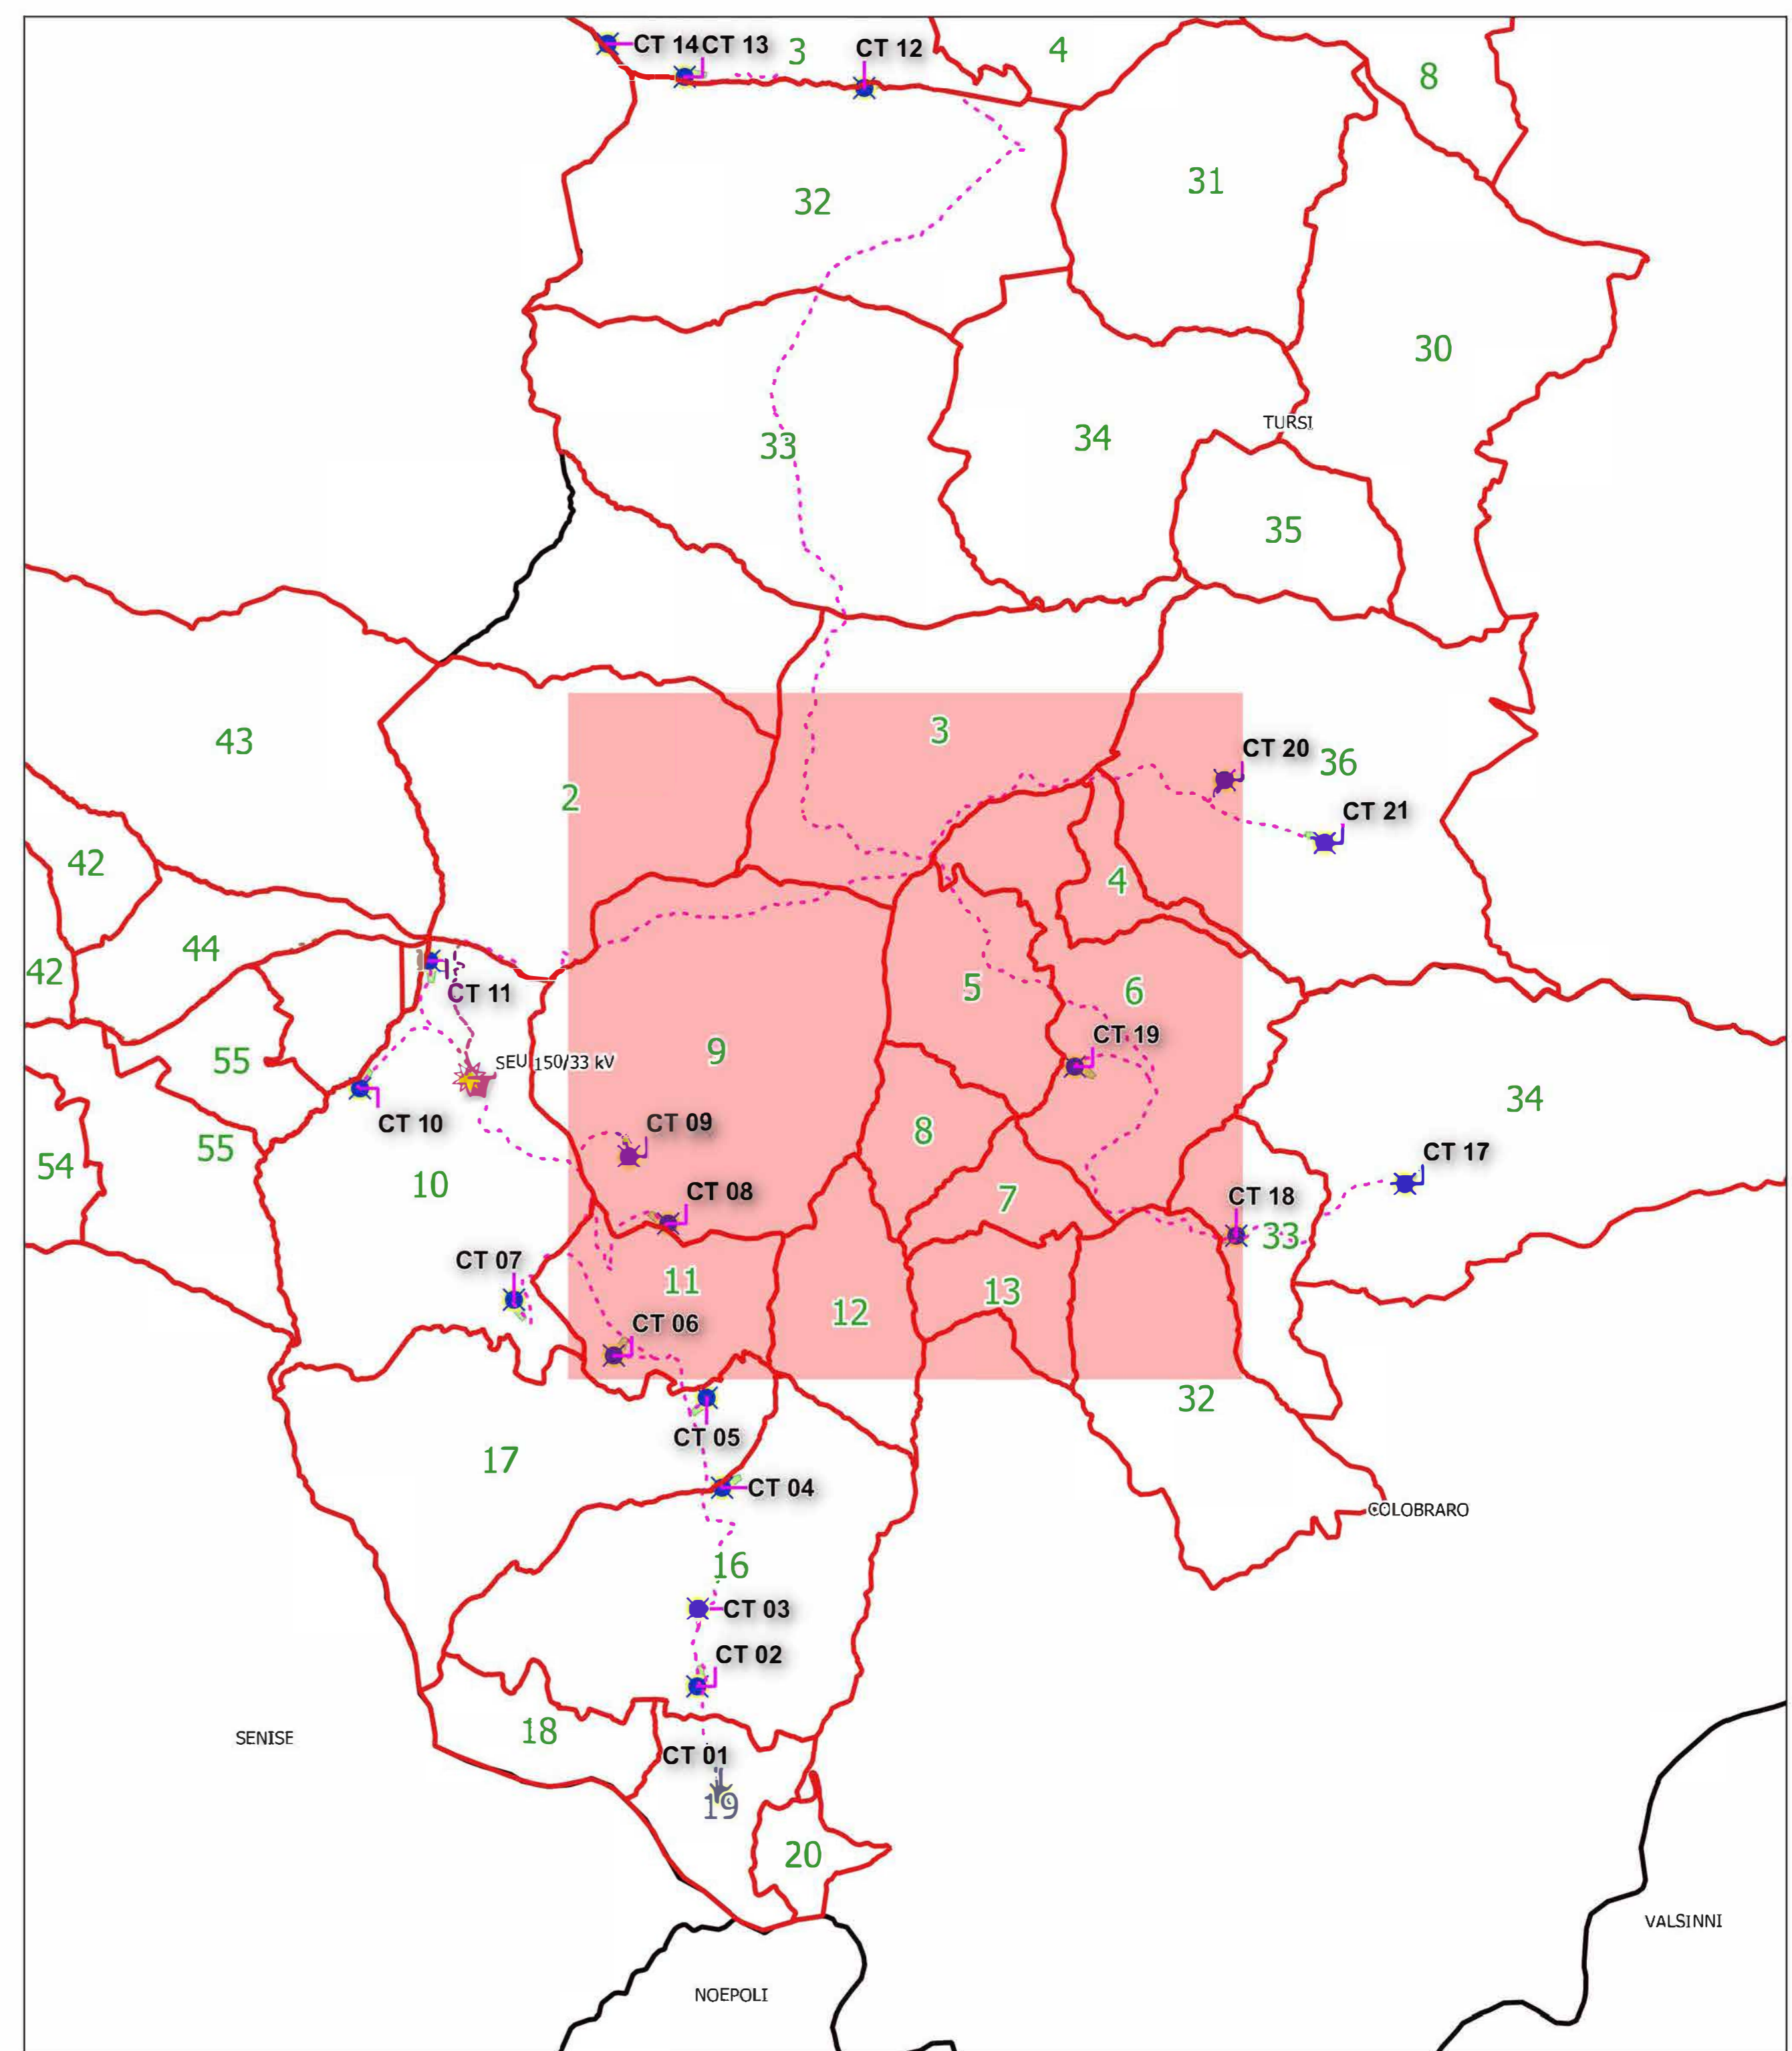 CT 14
CT 13
3
CT 12
4
8
32
31
30
TURSI
33
34
35
43
3
CT 20
36
2
CT 21
42
4
44
42
CT 11
5
6
CT 19
55
SEU 150/33 kV
9
34
CT 10
CT 09
8
55
54
10
CT 17
CT 08
7
CT 18
33
CT 07
11
13
12
CT 06
32
CT 05
17
CT 04
COLOBRARO
16
CT 03
CT 02
18
SENISE
CT 01
19
20
VALSINNI
NOEPOLI